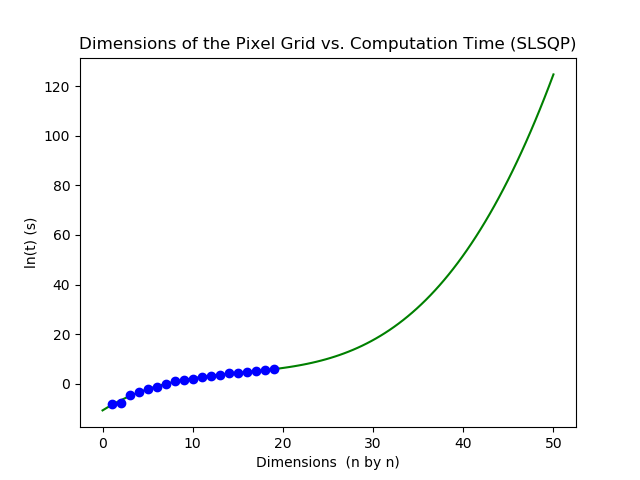 Dimensions of the Pixel Grid vs. Computation Time (SLSQP)
120
100
80
60
40
20
0
ln(t) (s)
0 10 20 30 40 50
Dimensions  (n by n)